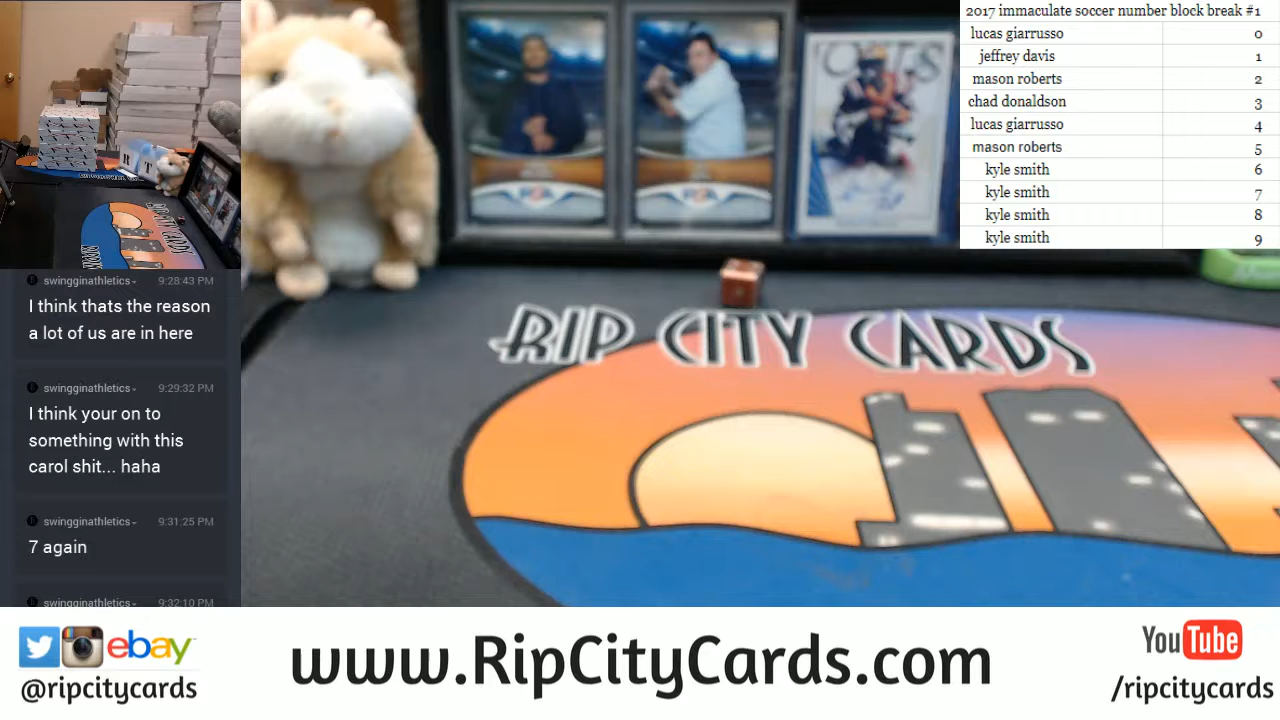 2017 immaculate soccer number block break #1
lucas giarrusso 0
jeffrey davis 1
mason roberts 2
chad donaldson 3
lucas giarrusso 4
mason roberts 5
kyle smith 6
kyle smith 7
kyle smith 8
kyle smith 9
swingginathletics 9:28:43 PM
I think thats the reason
a lot of us are in here
swingginathletics 9:29:32 PM
I think your on to
something with this
carol shit... haha
swingginathletics 9:31:25 PM
7 again
swingginathletics 9:32:10 PM
RIP CITY CARDS
ebay
@ripcitycards
www.RipCityCards.com
YouTube
/ripcitycards